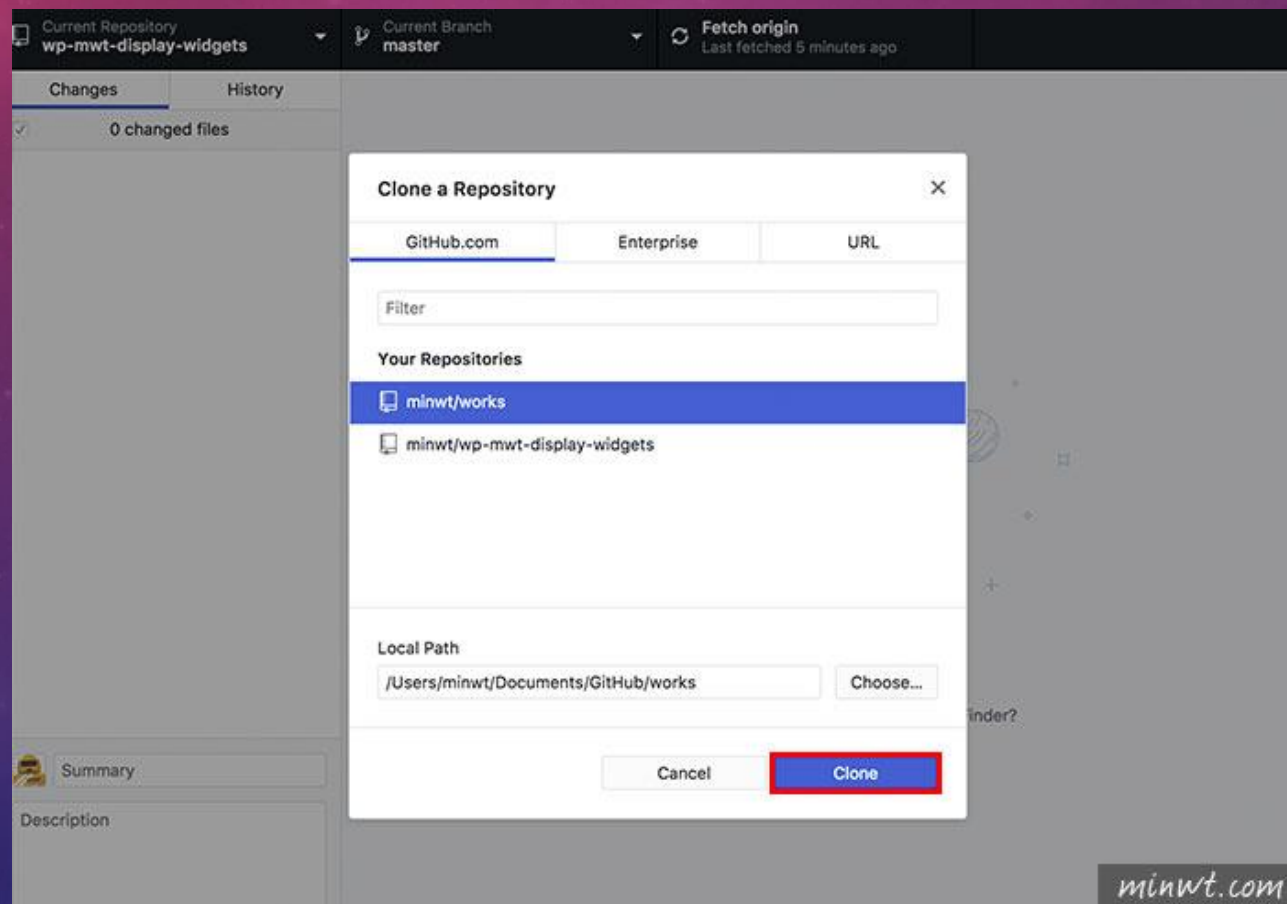 Current Repository
wp-mwt-display-widgets
Current Branch
master
Fetch origin
Last fetched 5 minutes ago
Changes
History
0 changed files
Clone a Repository
GitHub.com
Enterprise
URL
Filter
Your Repositories
minwt/works
minwt/wp-mwt-display-widgets
Local Path
/Users/minwt/Documents/GitHub/works
Choose...
inder?
Cancel
Clone
Summary
Description
minwt.com